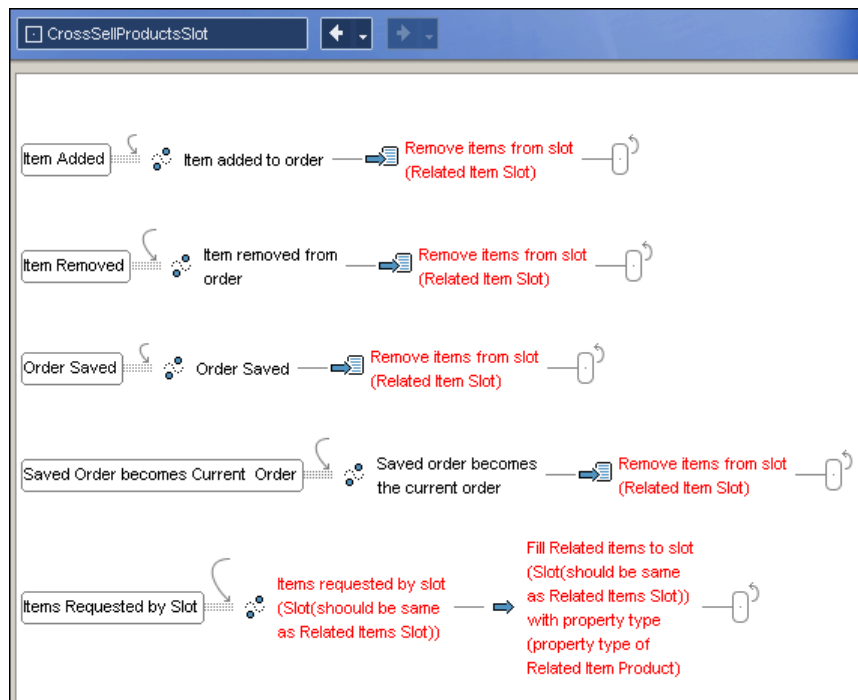 CrossSellProductsSlot
Item Added
Item added to order
Remove items from slot
(Related Item Slot)
Item Removed
Item removed from
order
Remove items from slot
(Related Item Slot)
Order Saved
Order Saved
Remove items from slot
(Related Item Slot)
Saved Order becomes Current Order
Saved order becomes
the current order
Remove items from slot
(Related Item Slot)
Items Requested by Slot
Items requested by slot
(Slot(shoould be same
as Related Items Slot))
Fill Related items to slot
(Slot(should be same
as Related Items Slot))
with property type
(property type of
Related Item Product)